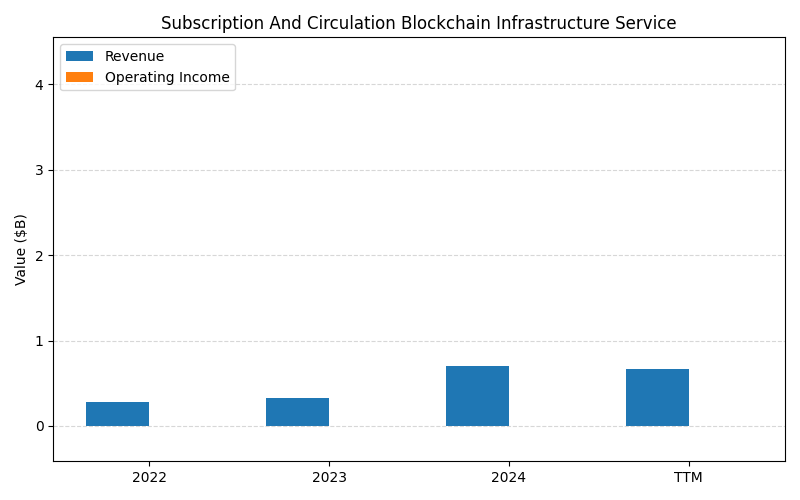 Subscription And Circulation Blockchain Infrastructure Service
Revenue
Operating Income
Value ($B)
4
3
2
1
0
2022
2023
2024
TTM